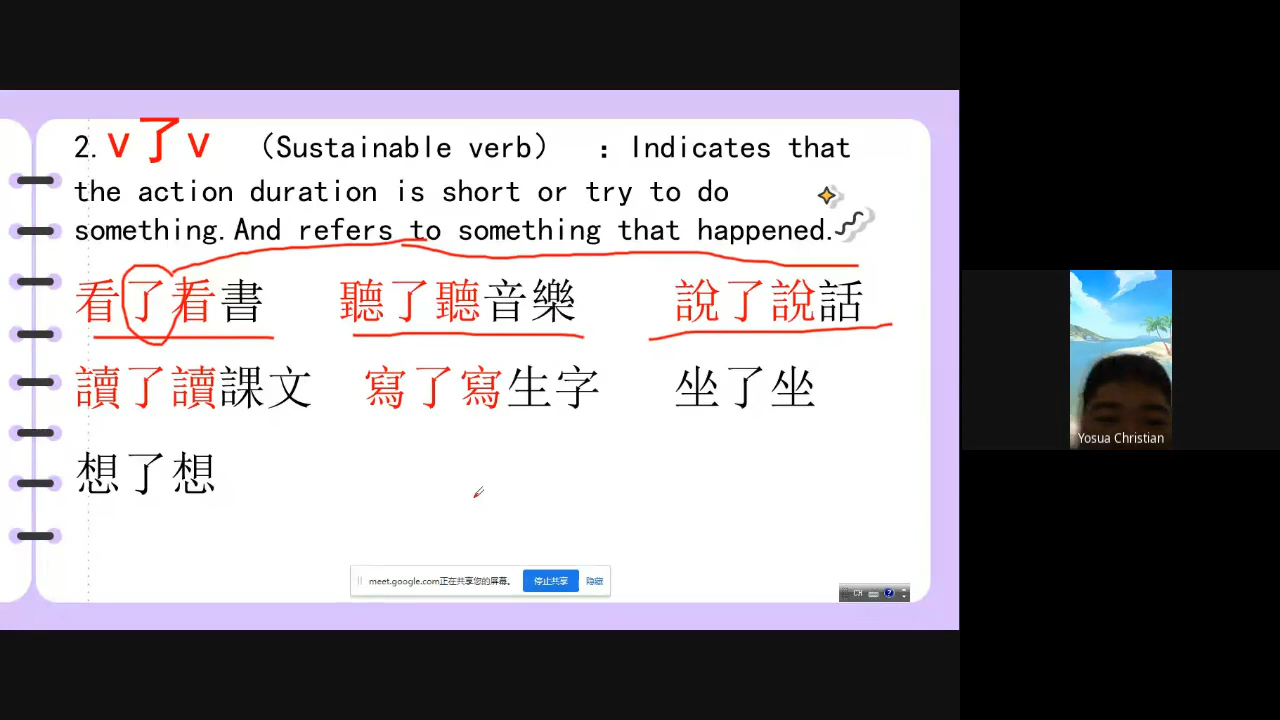 2. v了v （Sustainable verb） ：Indicates that
the action duration is short or try to do
something.And refers to something that happened.
看了看書 聽了聽音樂 說了說話
讀了讀課文 寫了寫生字 坐了坐
想了想
Yosua Christian
meet.google.com正在共享您的屏幕。 停止共享 隐藏
CH